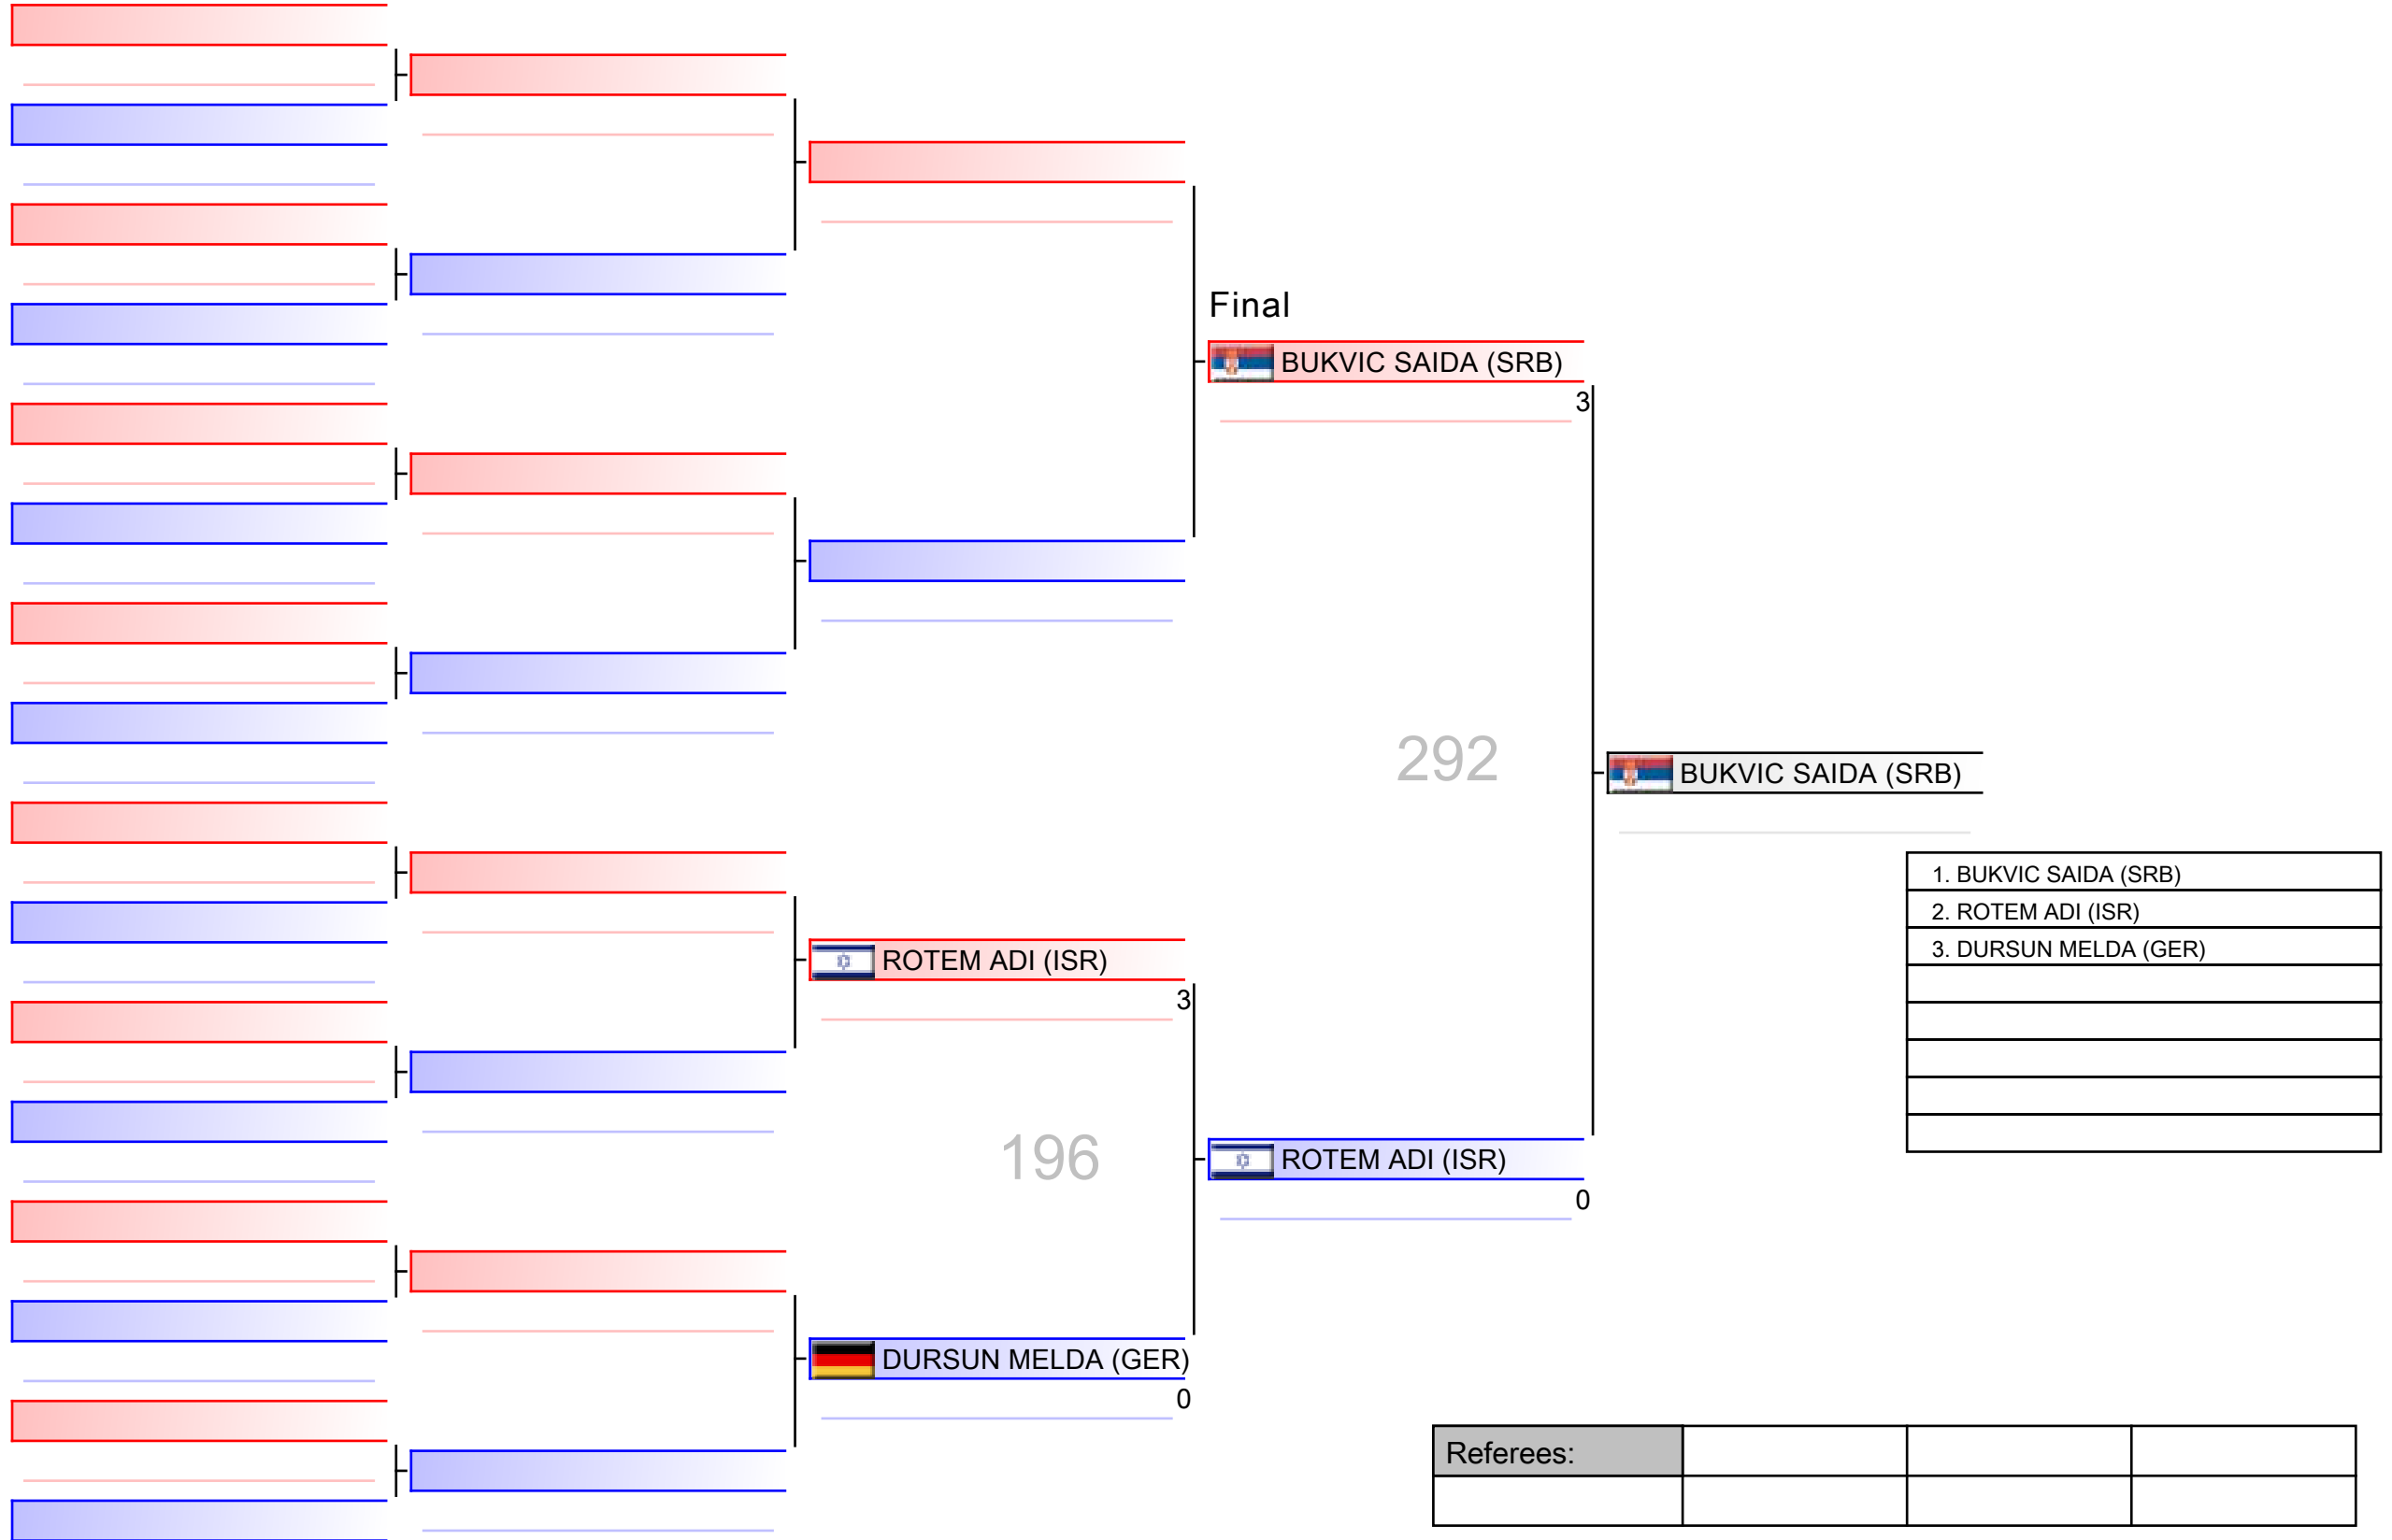 Final
BUKVIC SAIDA (SRB)
3
292
BUKVIC SAIDA (SRB)
1. BUKVIC SAIDA (SRB)
2. ROTEM ADI (ISR)
3. DURSUN MELDA (GER)
ROTEM ADI (ISR)
3
196
ROTEM ADI (ISR)
0
DURSUN MELDA (GER)
0
Referees: